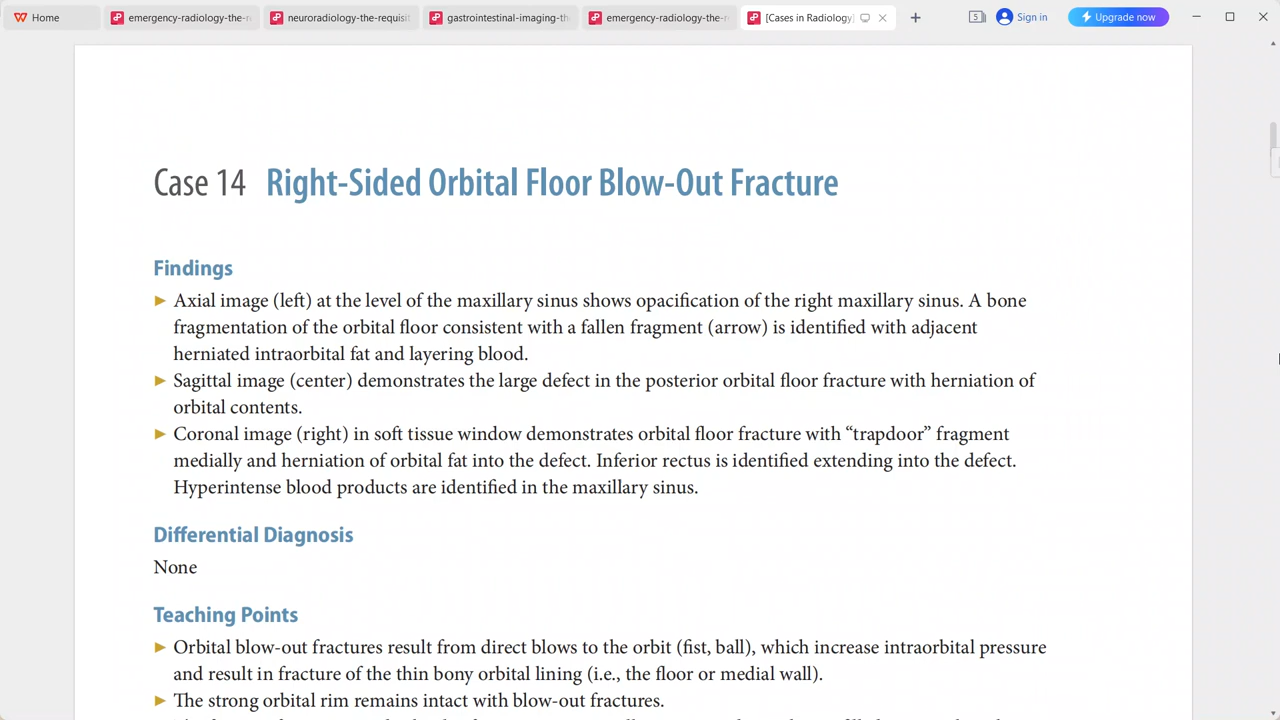 Home
emergency-radiology-the-r
neuroradiology-the-requisit
gastrointestinal-imaging-th
emergency-radiology-the-r
[Cases in Radiology]
5
Sign in
Upgrade now
Case 14 Right-Sided Orbital Floor Blow-Out Fracture
Findings
► Axial image (left) at the level of the maxillary sinus shows opacification of the right maxillary sinus. A bone
fragmentation of the orbital floor consistent with a fallen fragment (arrow) is identified with adjacent
herniated intraorbital fat and layering blood.
► Sagittal image (center) demonstrates the large defect in the posterior orbital floor fracture with herniation of
orbital contents.
► Coronal image (right) in soft tissue window demonstrates orbital floor fracture with “trapdoor” fragment
medially and herniation of orbital fat into the defect. Inferior rectus is identified extending into the defect.
Hyperintense blood products are identified in the maxillary sinus.
Differential Diagnosis
None
Teaching Points
► Orbital blow-out fractures result from direct blows to the orbit (fist, ball), which increase intraorbital pressure
and result in fracture of the thin bony orbital lining (i.e., the floor or medial wall).
► The strong orbital rim remains intact with blow-out fractures.